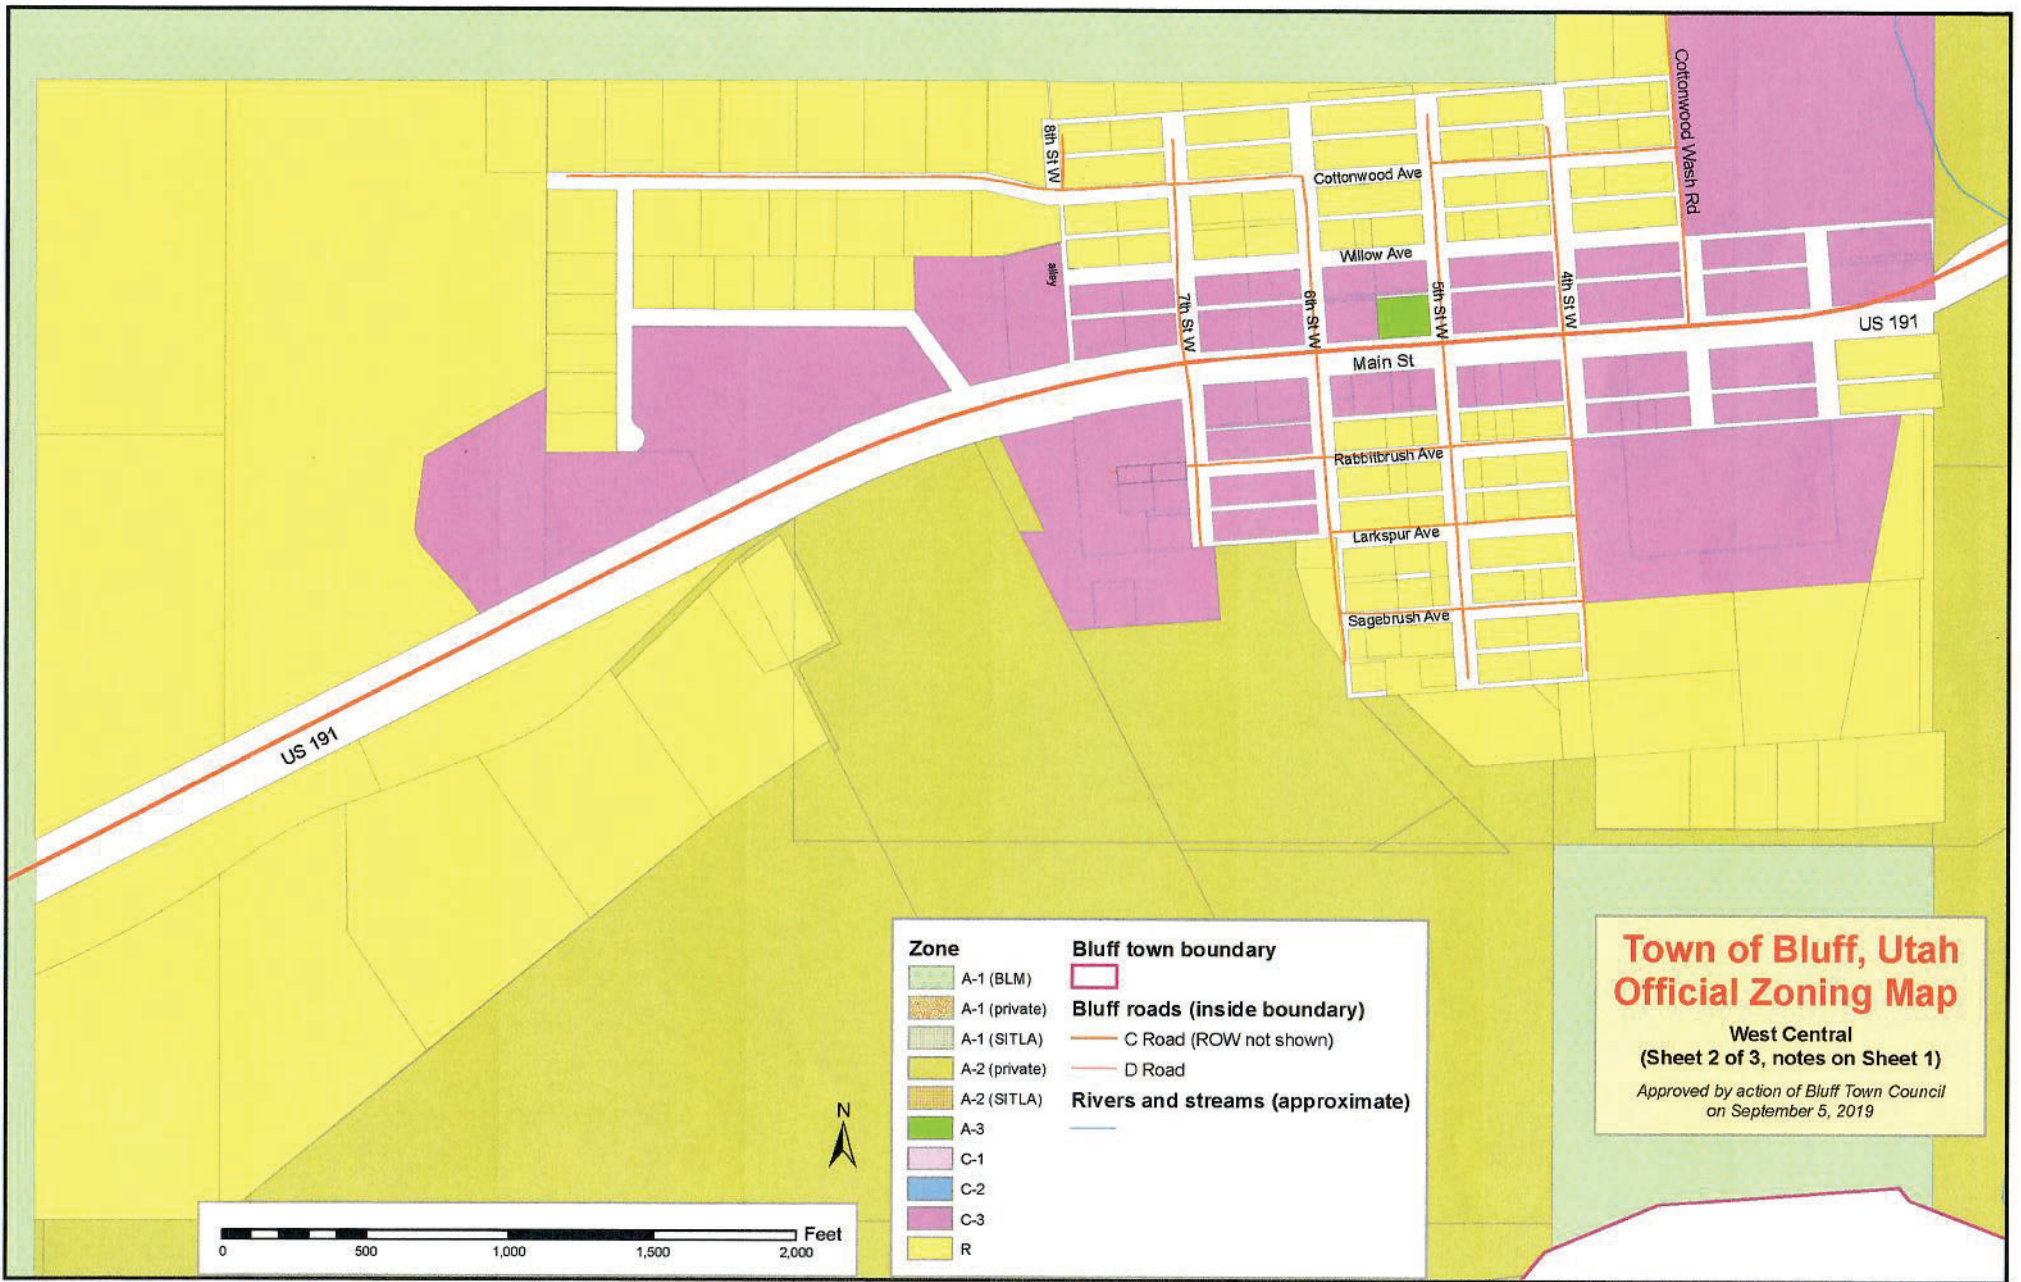 8th St W
Cottonwood Wash Rd
Cottonwood Ave
Willow Ave
alley
7th St W
6th St W
5th St W
4th St W
US 191
Main St
Rabbitbrush Ave
Larkspur Ave
Sagebrush Ave
US 191
Zone
A-1 (BLM)
A-1 (private)
A-1 (SITLA)
A-2 (private)
A-2 (SITLA)
A-3
C-1
C-2
C-3
R
Bluff town boundary
Bluff roads (inside boundary)
C Road (ROW not shown)
D Road
Rivers and streams (approximate)
Town of Bluff, Utah
Official Zoning Map
West Central
(Sheet 2 of 3, notes on Sheet 1)
Approved by action of Bluff Town Council
on September 5, 2019
N
Feet
0 500 1,000 1,500 2,000